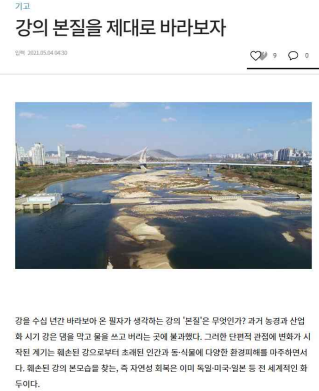 기고
강의 본질을 제대로 바라보자
입력 2021.05.04 04:30
9
0
강을 수십 년간 바라보아 온 필자가 생각하는 강의 '본질'은 무엇인가? 과거 농경과 산업
화 시기 강은 댐을 막고 물을 쓰고 버리는 곳에 불과했다. 그러한 단편적 관점에 변화가 시
작된 계기는 훼손된 강으로부터 초래된 인간과 동·식물에 다양한 환경피해를 마주하면서
다. 훼손된 강의 본모습을 찾는, 즉 자연성 회복은 이미 독일·미국·일본 등 전 세계적인 화
두이다.